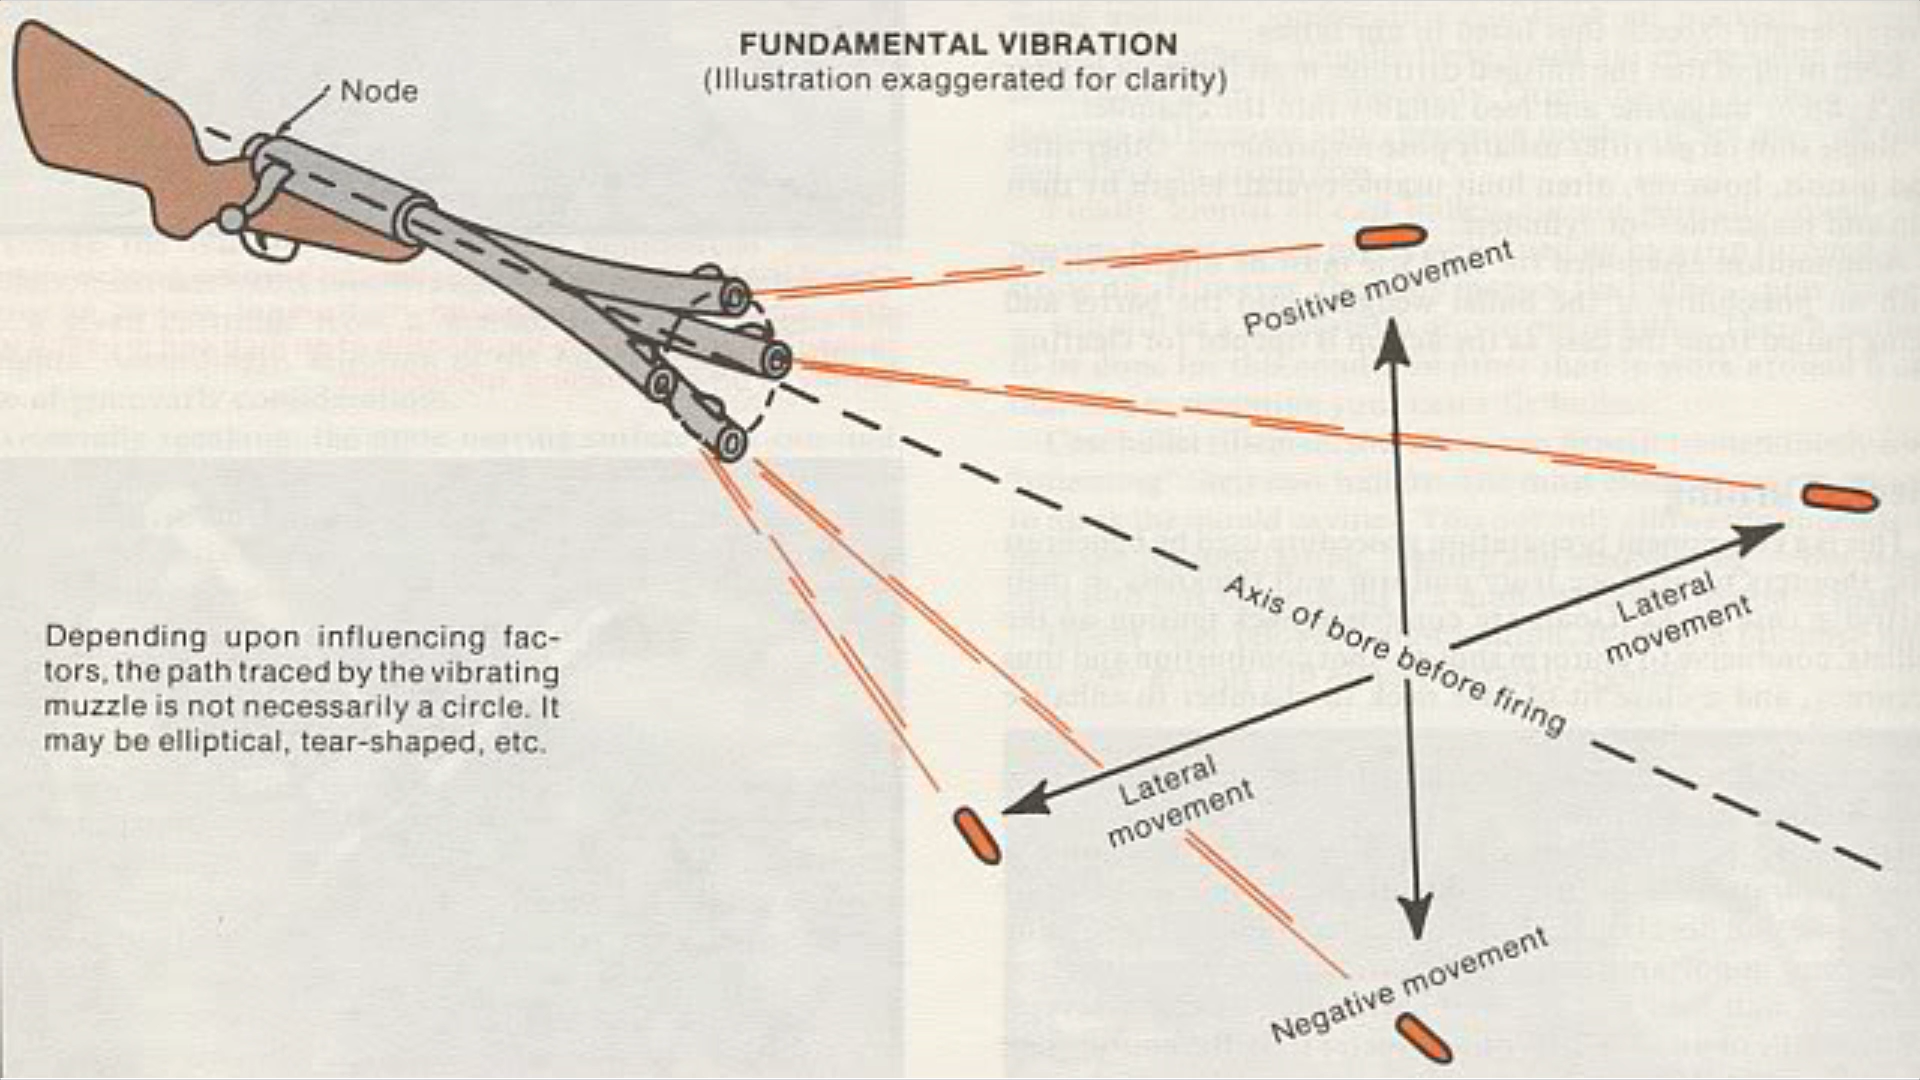 FUNDAMENTAL VIBRATION
(Illustration exaggerated for clarity)
Node
Positive movement
Lateral
movement
Axis of bore before firing
Lateral
movement
Negative movement
Depending upon influencing fac-
tors, the path traced by the vibrating
muzzle is not necessarily a circle. It
may be elliptical, tear-shaped, etc.